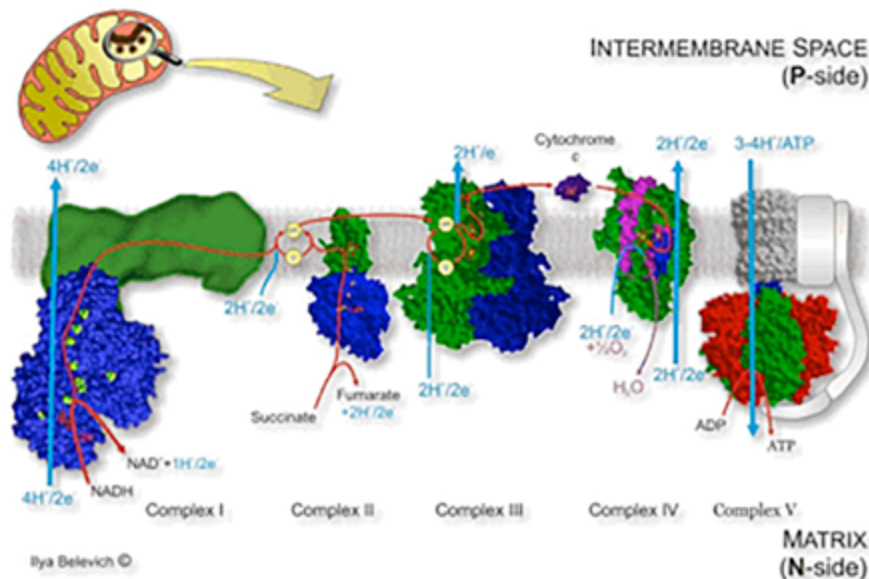 INTERMEMBRANE SPACE
(P-side)
4H⁺/2e⁻
2H⁺/e⁻
Cytochrome
c
2H⁺/2e⁻
3-4H⁺/ATP
2H⁺/2e⁻
2H⁺/2e⁻
+½O₂
2H⁺/2e⁻
2H⁺/2e⁻
H₂O
Succinate
Fumarate
+2H⁺/2e⁻
ADP
ATP
NAD⁺+1H⁺/2e⁻
4H⁺/2e⁻
NADH
Complex I
Complex II
Complex III
Complex IV
Complex V
MATRIX
(N-side)
Ilya Belevich ©